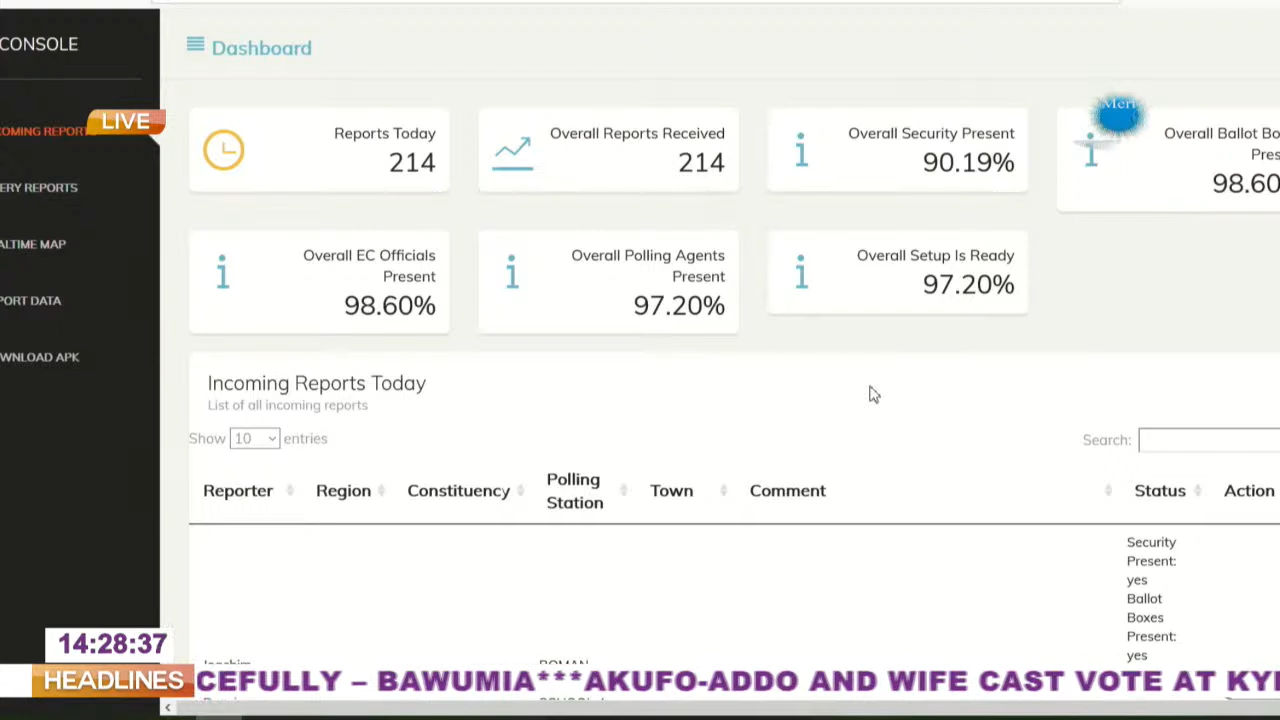 CONSOLE
Dashboard
LIVE
COMING REPORT
ERY REPORTS
ALTIME MAP
PORT DATA
WNLOAD APK
Reports Today
214
Overall Reports Received
214
Overall Security Present
90.19%
Meri
Overall Ballot Bo
Pres
98.60
Overall EC Officials
Present
98.60%
Overall Polling Agents
Present
97.20%
Overall Setup Is Ready
97.20%
Incoming Reports Today
List of all incoming reports
Show 10 entries
Search:
Reporter Region Constituency Polling Station Town Comment Status Action
Security
Present:
yes
Ballot
Boxes
Present:
yes
14:28:37
HEADLINES
CEFULLY – BAWUMIA***AKUFO-ADDO AND WIFE CAST VOTE AT KYE